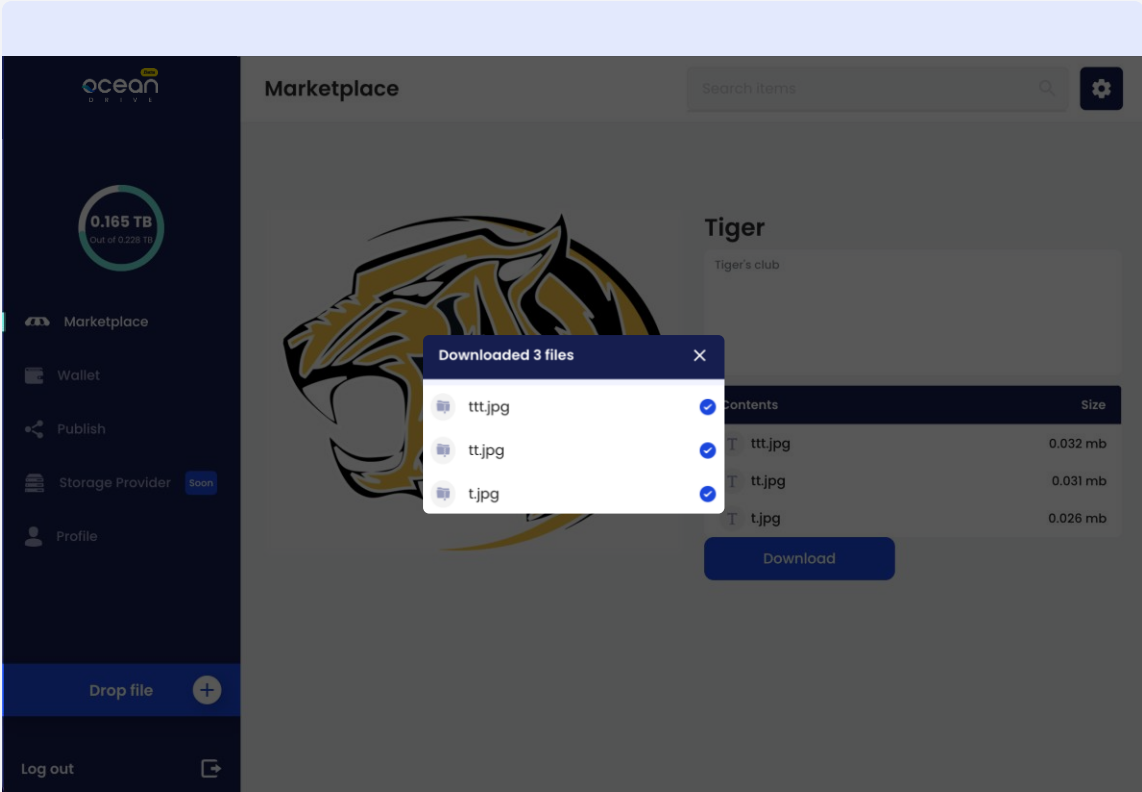 Beta
ocean
DRIVE
Marketplace
Search items
0.165 TB
Out of 0.228 TB
Marketplace
Wallet
Publish
Storage Provider Soon
Profile
Drop file
Log out
Tiger
Tiger's club
Contents Size
T ttt.jpg 0.032 mb
T tt.jpg 0.031 mb
T t.jpg 0.026 mb
Download
Downloaded 3 files
ttt.jpg
tt.jpg
t.jpg